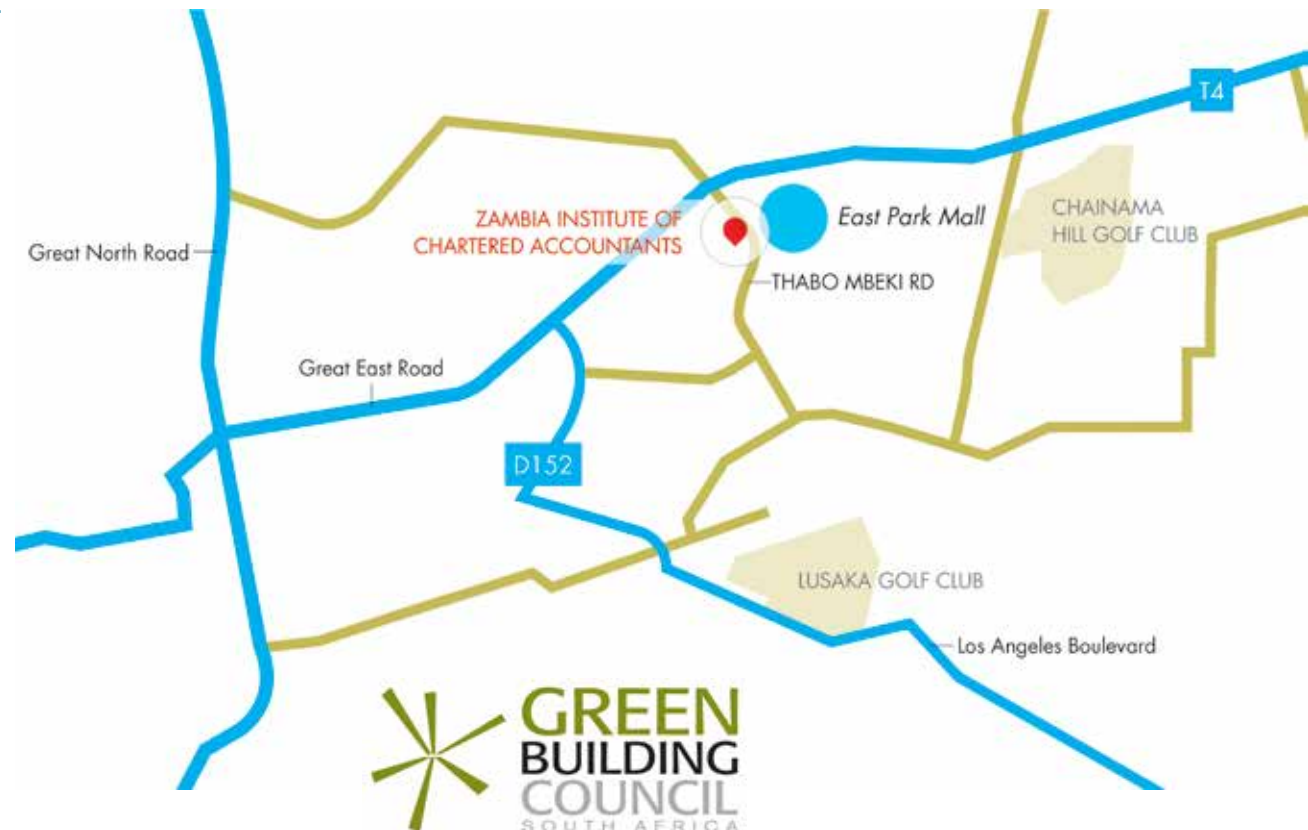 T4
ZAMBIA INSTITUTE OF
CHARTERED ACCOUNTANTS
East Park Mall
CHAINAMA
HILL GOLF CLUB
Great North Road
THABO MBEKI RD
Great East Road
D152
LUSAKA GOLF CLUB
Los Angeles Boulevard
GREEN
BUILDING
COUNCIL
SOUTH AFRICA